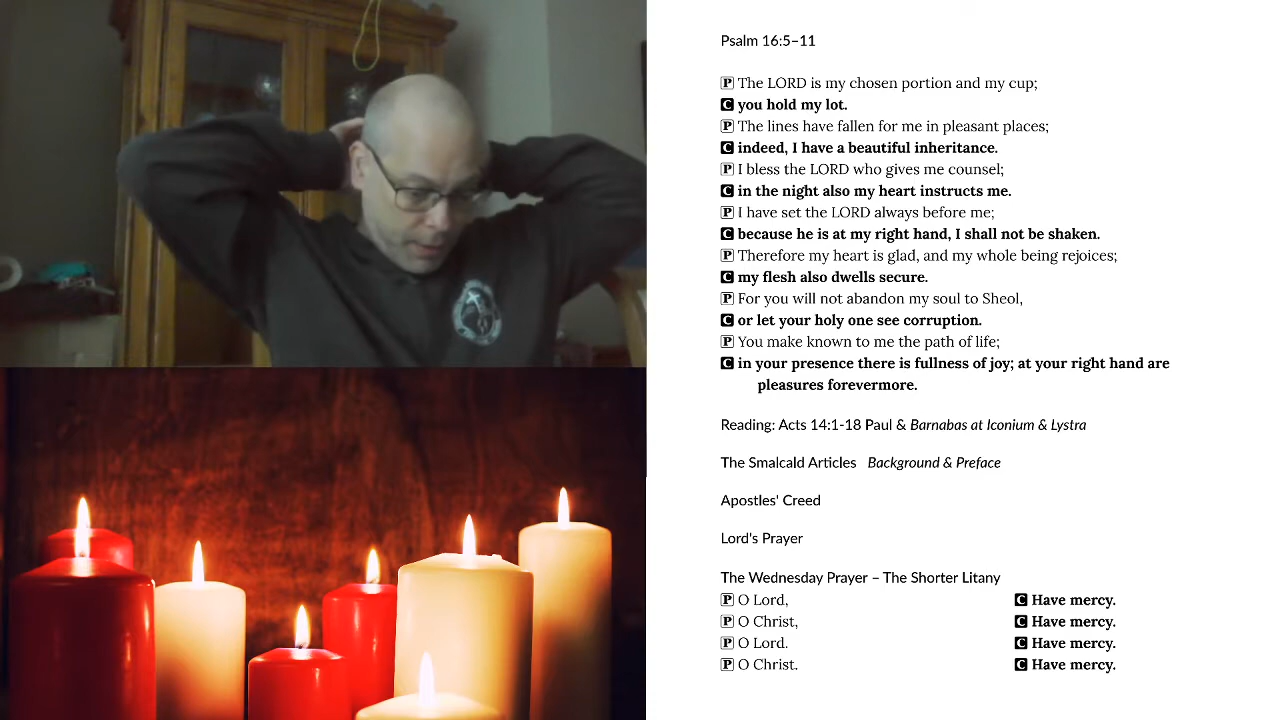 Psalm 16:5–11
P The LORD is my chosen portion and my cup;
C you hold my lot.
P The lines have fallen for me in pleasant places;
C indeed, I have a beautiful inheritance.
P I bless the LORD who gives me counsel;
C in the night also my heart instructs me.
P I have set the LORD always before me;
C because he is at my right hand, I shall not be shaken.
P Therefore my heart is glad, and my whole being rejoices;
C my flesh also dwells secure.
P For you will not abandon my soul to Sheol,
C or let your holy one see corruption.
P You make known to me the path of life;
C in your presence there is fullness of joy; at your right hand are
pleasures forevermore.
Reading: Acts 14:1-18 Paul & Barnabas at Iconium & Lystra
The Smalcald Articles Background & Preface
Apostles' Creed
Lord's Prayer
The Wednesday Prayer – The Shorter Litany
P O Lord, C Have mercy.
P O Christ, C Have mercy.
P O Lord. C Have mercy.
P O Christ. C Have mercy.